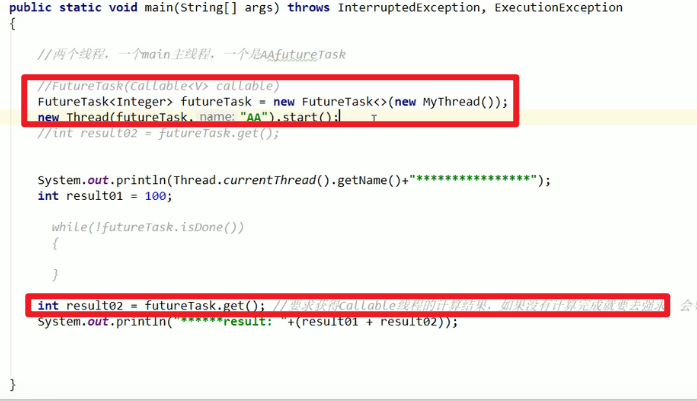 public static void main(String[] args) throws InterruptedException, ExecutionException
{
//两个线程，一个main主线程，一个是AAfutureTask
//FutureTask(Callable<V> callable)
FutureTask<Integer> futureTask = new FutureTask<>(new MyThread());
new Thread(futureTask, name: "AA").start();
//int result02 = futureTask.get();
System.out.println(Thread.currentThread().getName()+"****************");
int result01 = 100;
while(!futureTask.isDone())
{
}
int result02 = futureTask.get(); //要求获得Callable线程的计算结果，如果没有计算完成就要去强求，会
System.out.println("******result: "+(result01 + result02));
}